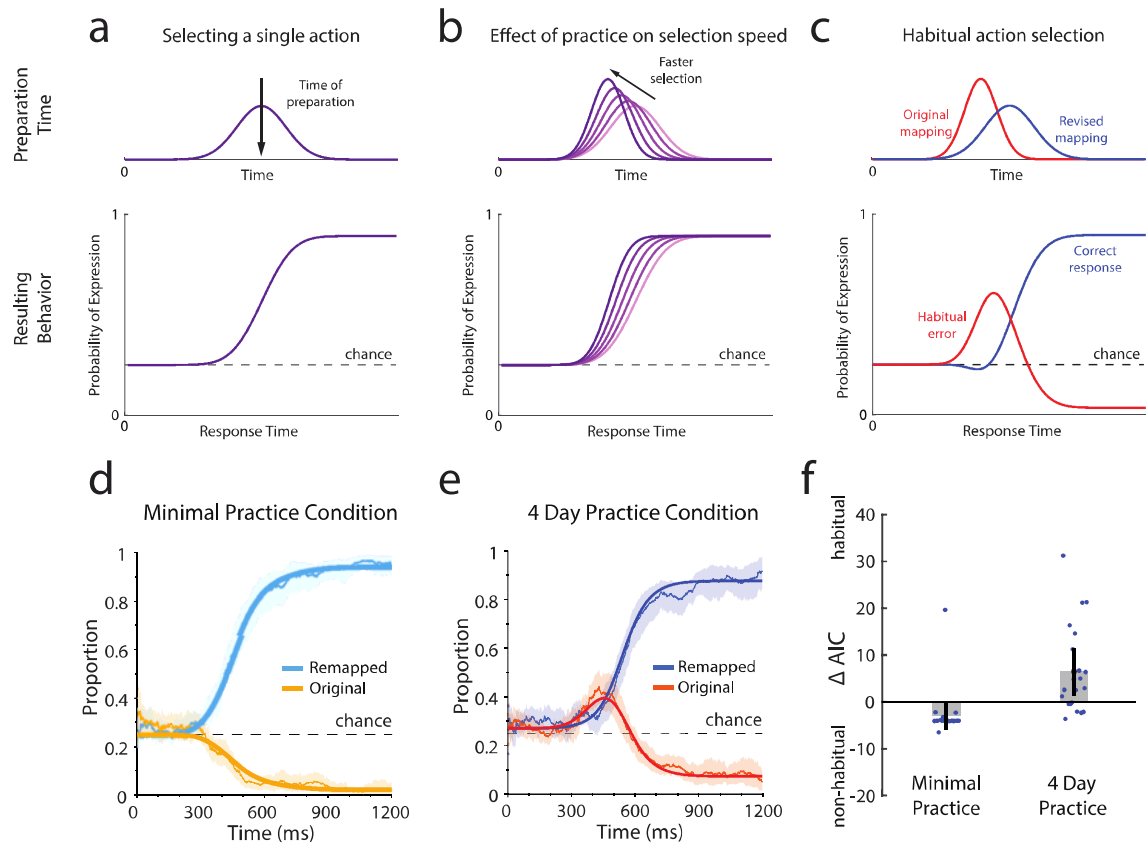 a
Selecting a single action
b
Effect of practice on selection speed
c
Habitual action selection
Preparation
Time
Time of
preparation
0
Time
Faster
selection
0
Time
Original
mapping
Revised
mapping
0
Time
Resulting
Behavior
Probability of Expression
1
0
chance
0
Response Time
Probability of Expression
1
0
chance
0
Response Time
Probability of Expression
1
0
Correct
response
Habitual
error
chance
0
Response Time
d
Minimal Practice Condition
Proportion
1
0.8
0.6
0.4
0.2
0
Remapped
Original
chance
0 300 600 900 1200
Time (ms)
e
4 Day Practice Condition
Proportion
1
0.8
0.6
0.4
0.2
0
Remapped
Original
chance
0 300 600 900 1200
Time (ms)
f
habitual
Δ AIC
non-habitual
40
30
20
10
0
-10
-20
Minimal
Practice
4 Day
Practice